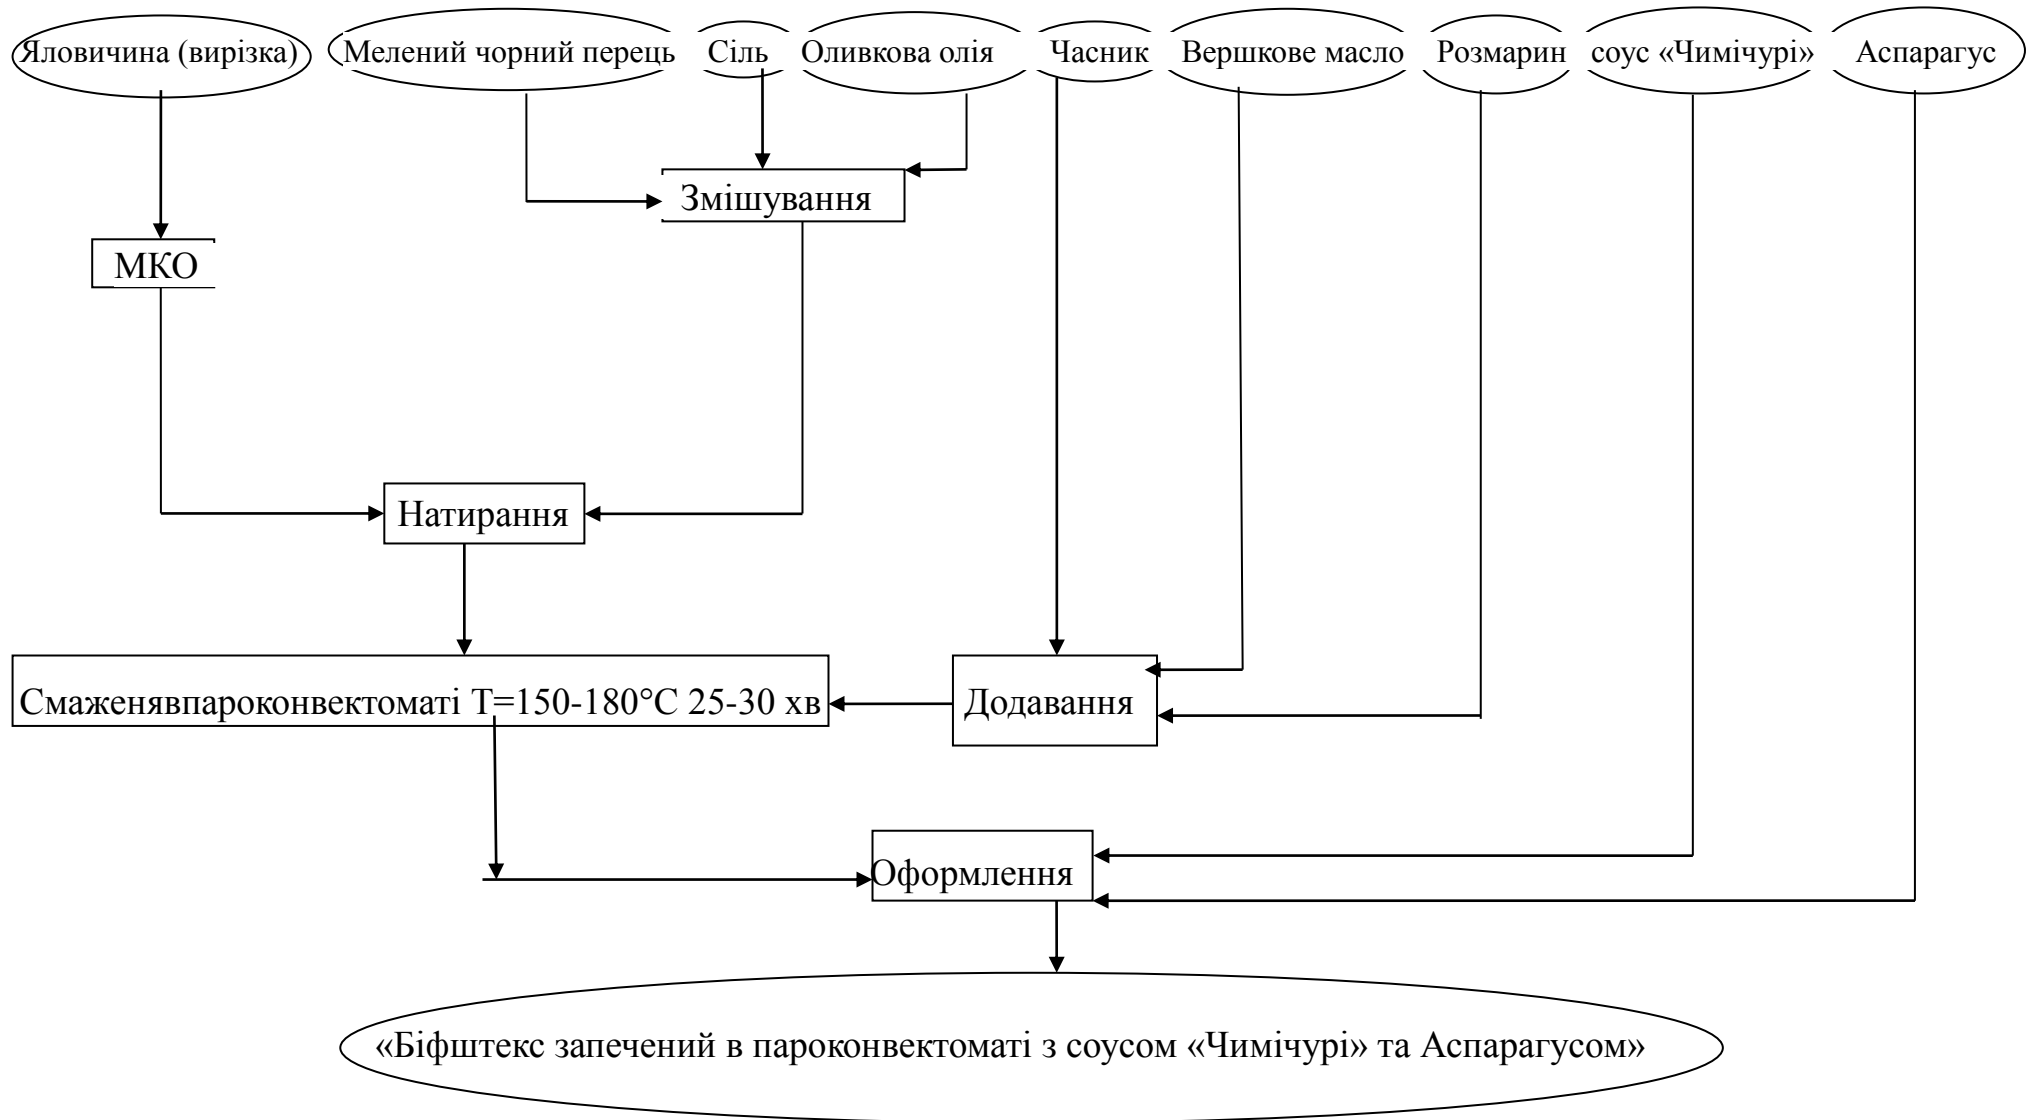 Яловичина (вирізка)
Мелений чорний перець
Сіль
Оливкова олія
Часник
Вершкове масло
Розмарин
соус «Чимічурі»
Аспарагус
Змішування
МКО
Натирання
Смаженявпароконвектоматі Т=150-180°С 25-30 хв
Додавання
Оформлення
«Біфштекс запечений в пароконвектоматі з соусом «Чимічурі» та Аспарагусом»